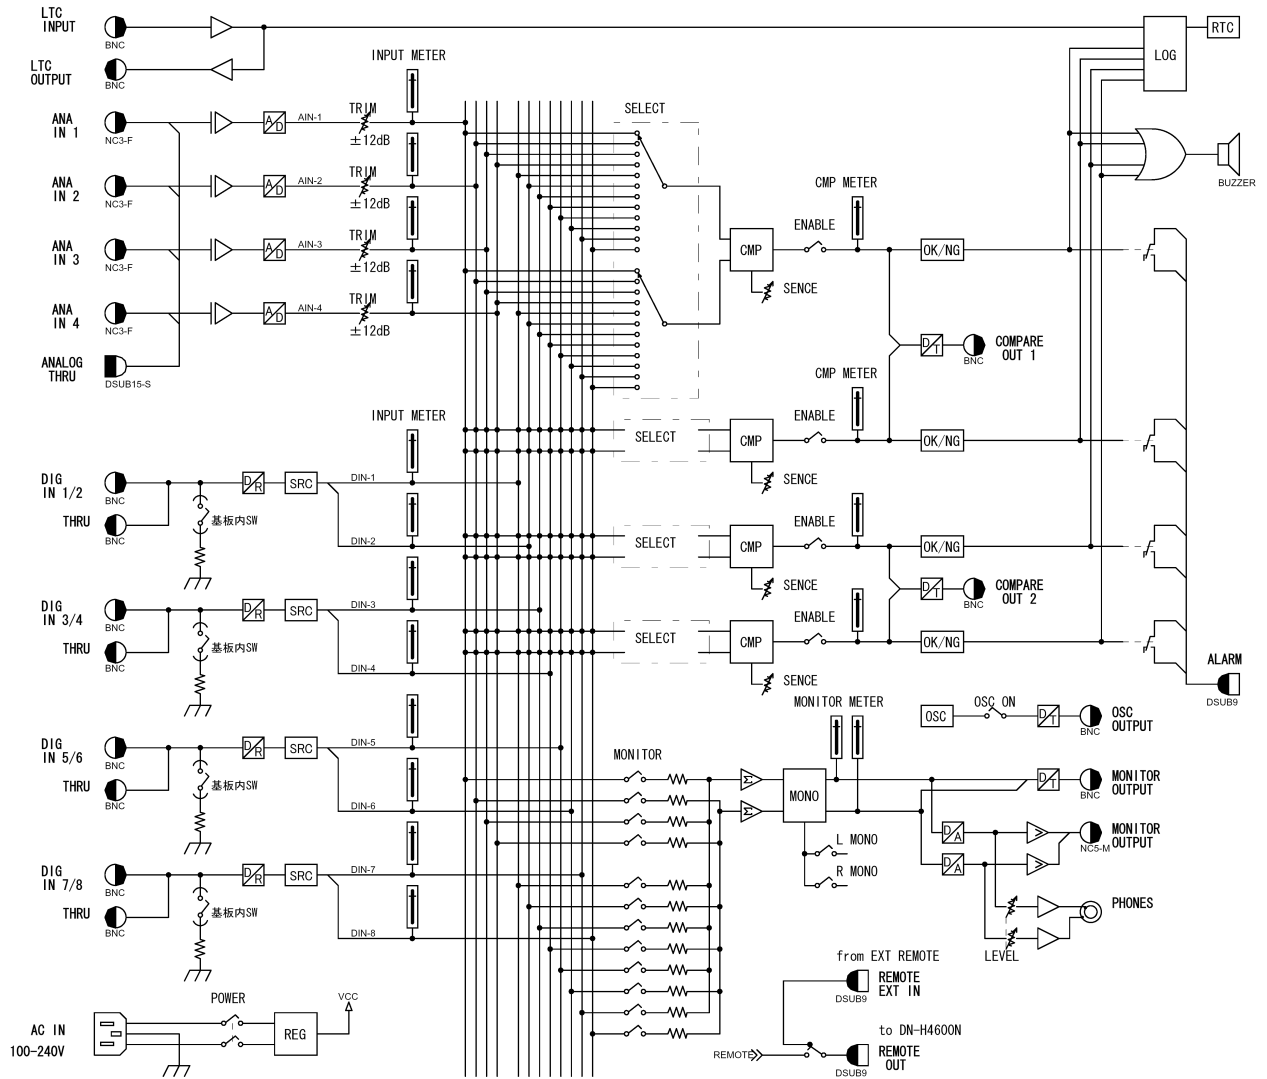 LTC
INPUT
BNC
LTC
OUTPUT
BNC
INPUT METER
LOG
RTC
ANA
IN 1
NC3-F
A/D
AIN-1
TRIM
±12dB
SELECT
ANA
IN 2
NC3-F
A/D
AIN-2
TRIM
±12dB
BUZZER
CMP METER
ENABLE
ANA
IN 3
NC3-F
A/D
AIN-3
TRIM
±12dB
CMP
OK/NG
SENCE
ANA
IN 4
NC3-F
A/D
AIN-4
TRIM
±12dB
D/T
BNC
COMPARE
OUT 1
ANALOG
THRU
DSUB15-S
CMP METER
INPUT METER
ENABLE
SELECT
CMP
OK/NG
SENCE
DIG
IN 1/2
BNC
D/R
SRC
DIN-1
THRU
BNC
基板内SW
DIN-2
ENABLE
SELECT
CMP
OK/NG
SENCE
D/T
BNC
COMPARE
OUT 2
DIG
IN 3/4
BNC
D/R
SRC
DIN-3
THRU
BNC
基板内SW
DIN-4
ENABLE
SELECT
CMP
OK/NG
SENCE
ALARM
DSUB9
MONITOR METER
OSC
OSC ON
D/T
BNC
OSC
OUTPUT
DIG
IN 5/6
BNC
D/R
SRC
DIN-5
THRU
BNC
基板内SW
DIN-6
MONITOR
Σ
Σ
MONO
D/T
BNC
MONITOR
OUTPUT
D/A
NC5-M
MONITOR
OUTPUT
L MONO
D/A
R MONO
DIG
IN 7/8
BNC
D/R
SRC
DIN-7
THRU
BNC
基板内SW
DIN-8
PHONES
LEVEL
from EXT REMOTE
DSUB9
REMOTE
EXT IN
to DN-H4600N
REMOTE
DSUB9
REMOTE
OUT
POWER
VCC
AC IN
100-240V
REG